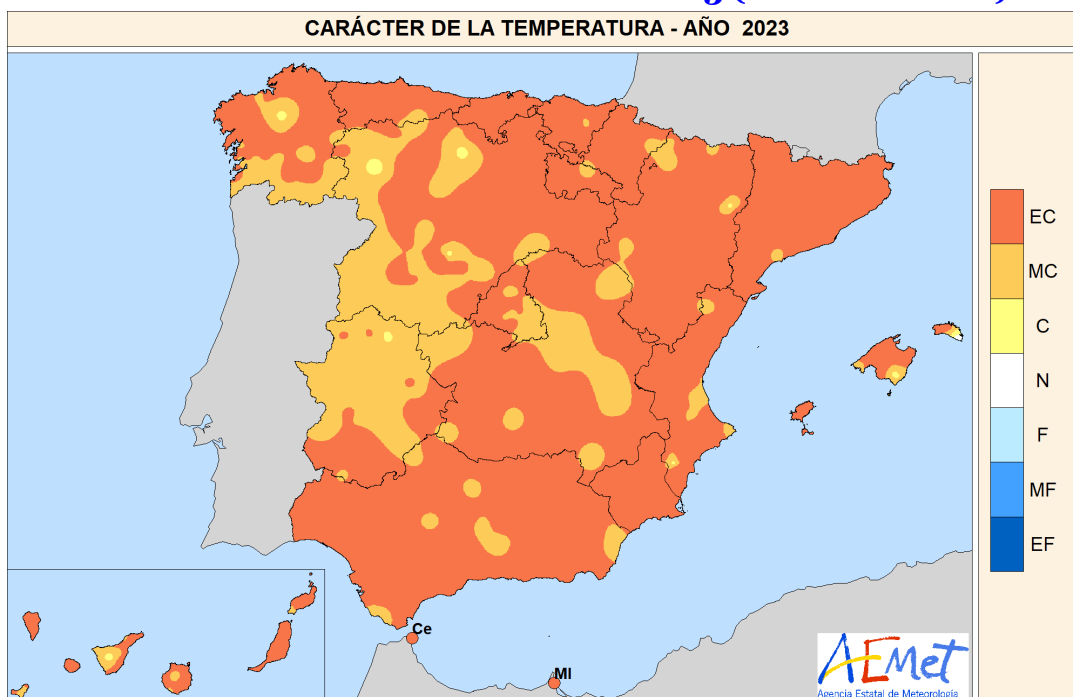 CARÁCTER DE LA TEMPERATURA - AÑO 2023
EC
MC
C
N
F
MF
EF
Ce
Ml
AEMet
Agencia Estatal de Meteorología